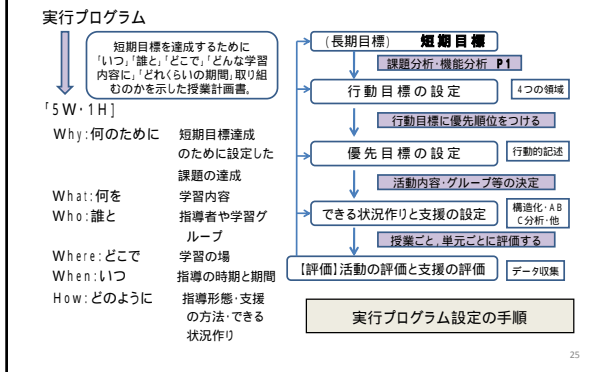 実行プログラム
短期目標を達成するために
「いつ」「誰と」「どこで」「どんな学習
内容に」「どれくらいの期間」取り組
むのかを示した授業計画書。
「5W・1H]
Why:何のために 短期目標達成
のために設定した
課題の達成
What:何を 学習内容
Who:誰と 指導者や学習グ
ループ
Where:どこで 学習の場
When:いつ 指導の時期と期間
How:どのように 指導形態・支援
の方法・できる
状況作り
(長期目標) 短期目標
課題分析・機能分析 P1
行動目標の設定
4つの領域
行動目標に優先順位をつける
優先目標の設定
行動的記述
活動内容・グループ等の決定
できる状況作りと支援の設定
構造化・AB
C分析・他
授業ごと,単元ごとに評価する
【評価】活動の評価と支援の評価
データ収集
実行プログラム設定の手順
25